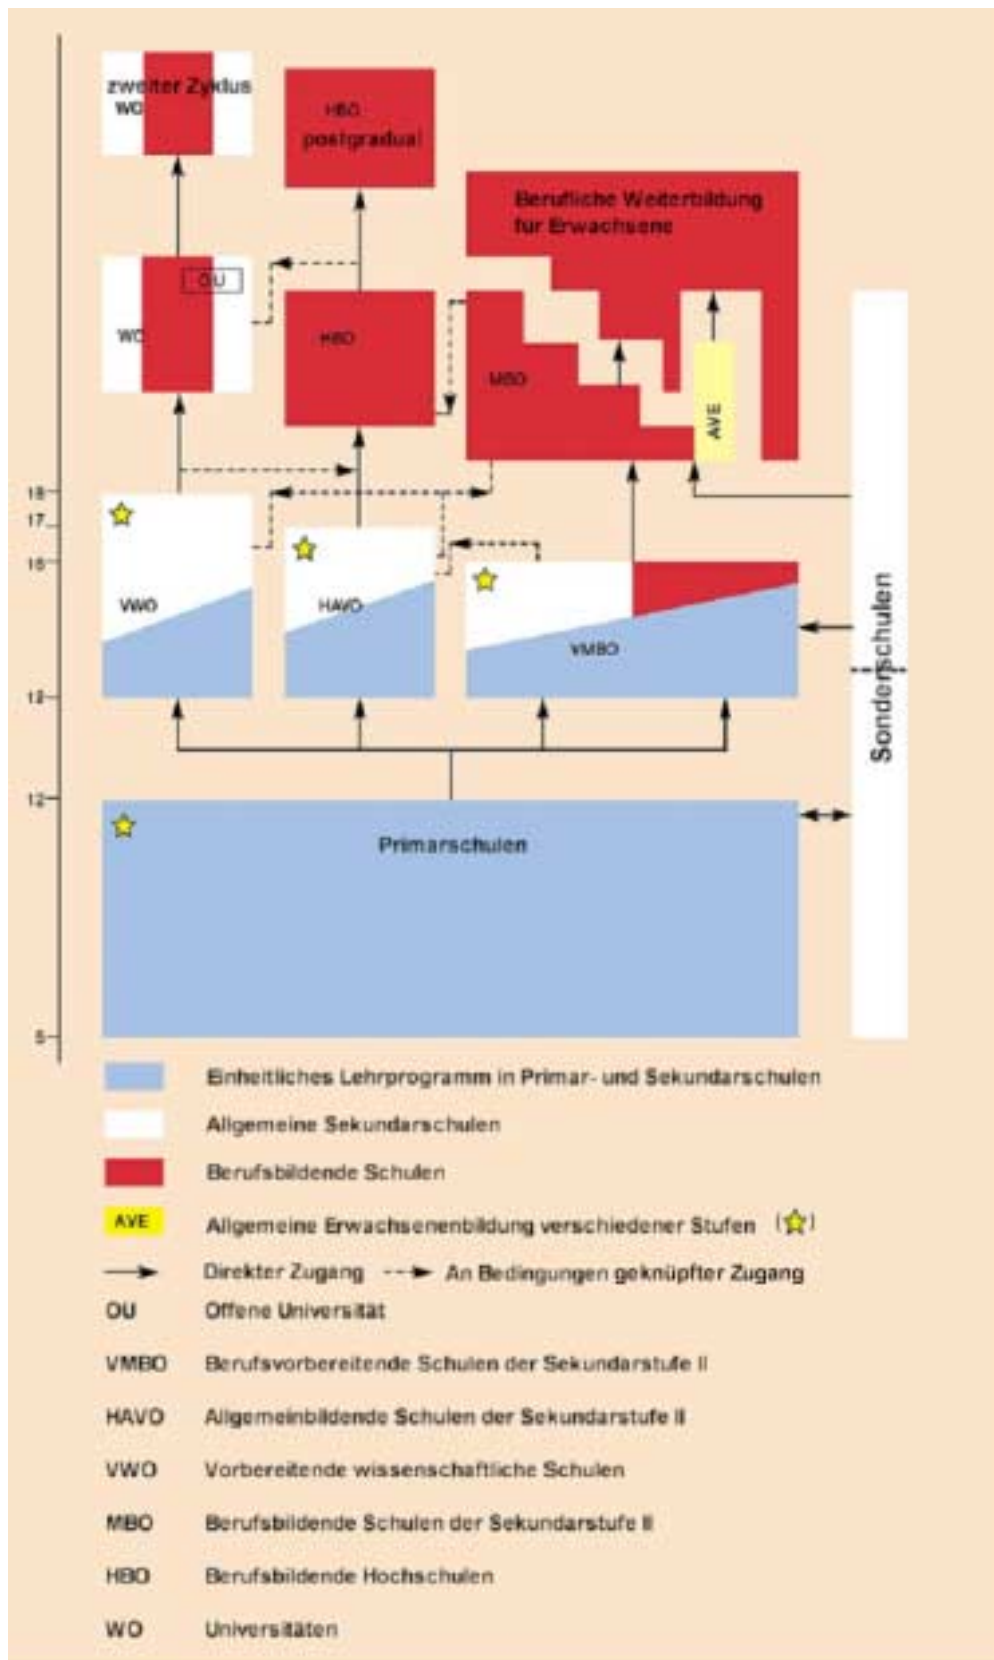 zweiter Zyklus
WO
HBO
postgradual
Berufliche Weiterbildung
für Erwachsene
OU
WO
HBO
MBO
AVE
18
17
16
VWO
HAVO
VMBO
Sonderschulen
13
12
Primarschulen
5
Einheitliches Lehrprogramm in Primar- und Sekundarschulen
Allgemeine Sekundarschulen
Berufsbildende Schulen
AVE Allgemeine Erwachsenenbildung verschiedener Stufen ( )
Direkter Zugang An Bedingungen geknüpfter Zugang
OU Offene Universität
VMBO Berufsvorbereitende Schulen der Sekundarstufe II
HAVO Allgemeinbildende Schulen der Sekundarstufe II
VWO Vorbereitende wissenschaftliche Schulen
MBO Berufsbildende Schulen der Sekundarstufe II
HBO Berufsbildende Hochschulen
WO Universitäten